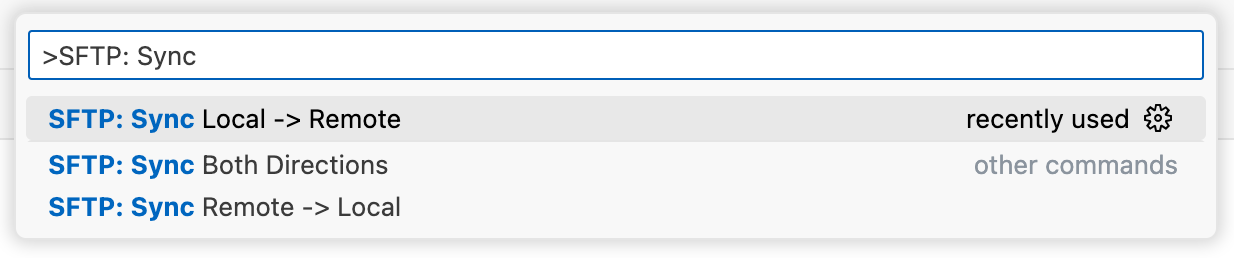 >SFTP: Sync
SFTP: Sync Local -> Remote recently used
SFTP: Sync Both Directions other commands
SFTP: Sync Remote -> Local